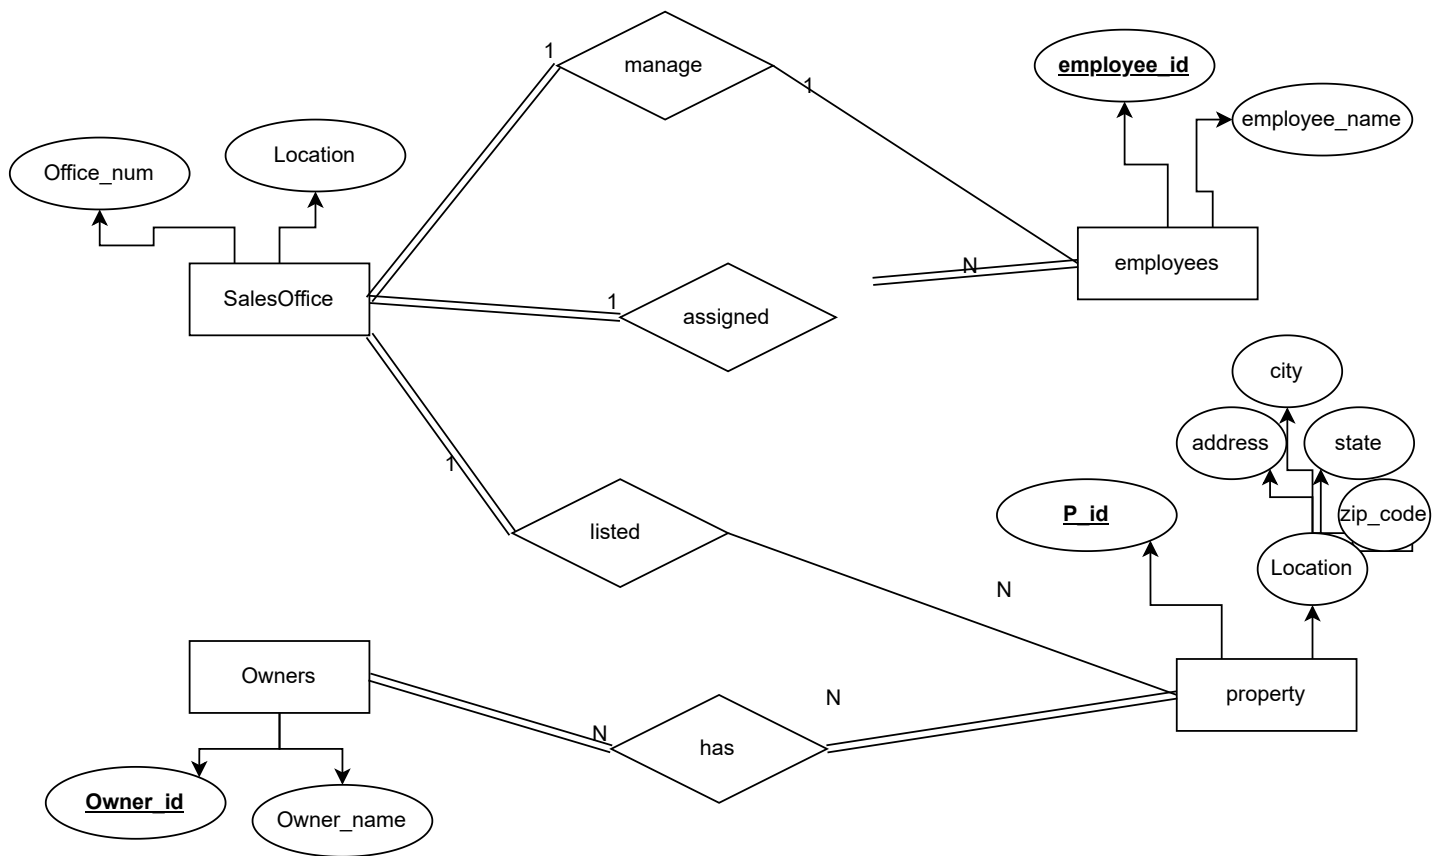 1
manage
1
employee_id
employee_name
Office_num
Location
SalesOffice
1
assigned
N
employees
city
address
state
1
listed
P_id
zip_code
Location
N
Owners
N
property
N
has
Owner_id
Owner_name